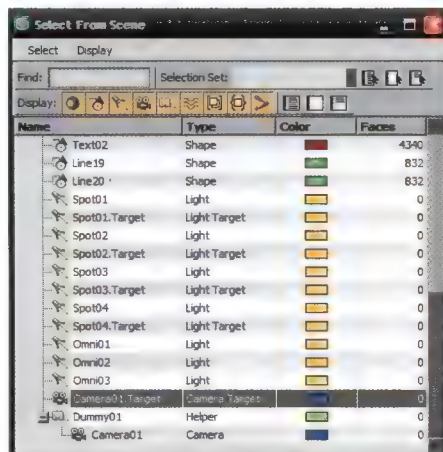 Select From Scene
Select Display
Find: Selection Set:
Display:
Name Type Color Faces
Text02 Shape 4340
Line19 Shape 832
Line20 Shape 832
Spot01 Light 0
Spot01.Target Light Target 0
Spot02 Light 0
Spot02.Target Light Target 0
Spot03 Light 0
Spot03.Target Light Target 0
Spot04 Light 0
Spot04.Target Light Target 0
Omni01 Light 0
Omni02 Light 0
Omni03 Light 0
Camera01.Target Camera Target 0
Dummy01 Helper 0
Camera01 Camera 0